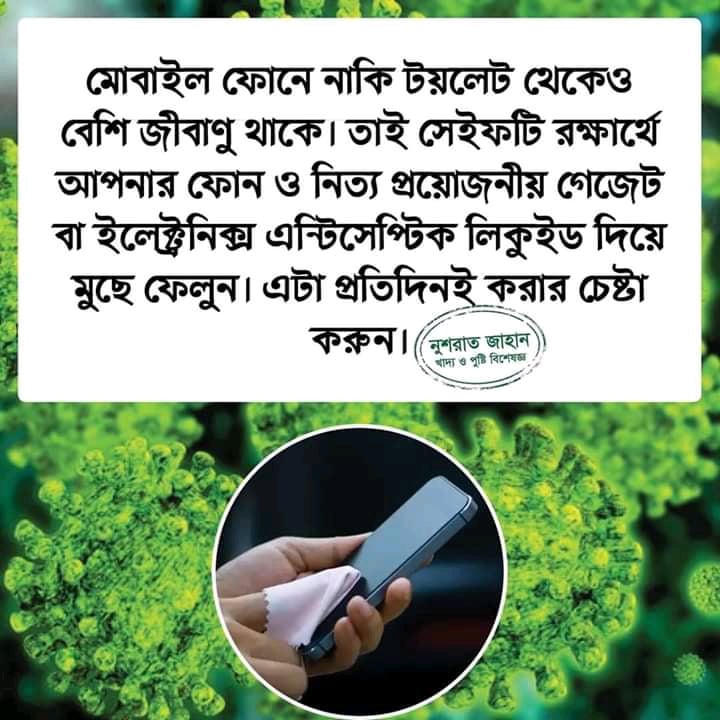 মোবাইল ফোনে নাকি টয়লেট থেকেও
বেশি জীবাণু থাকে। তাই সেইফটি রক্ষার্থে
আপনার ফোন ও নিত্য প্রয়োজনীয় গেজেট
বা ইলেক্ট্রনিক্স এন্টিসেপ্টিক লিকুইড দিয়ে
মুছে ফেলুন। এটা প্রতিদিনই করার চেষ্টা
করুন।
নুশরাত জাহান
খাদ্য ও পুষ্টি বিশেষজ্ঞ